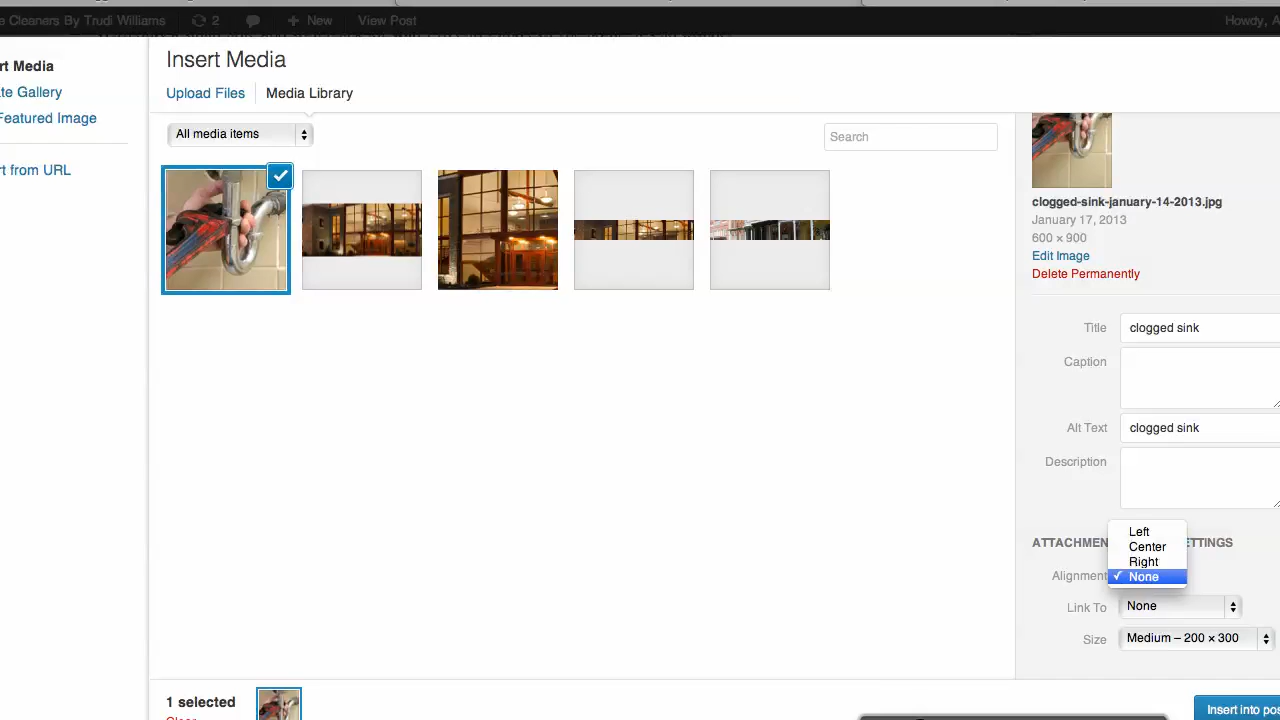 e Cleaners By Trudi Williams 2 New View Post Howdy, A
rt Media
te Gallery
Featured Image
rt from URL
Insert Media
Upload Files Media Library
All media items
Search
clogged-sink-january-14-2013.jpg
January 17, 2013
600 × 900
Edit Image
Delete Permanently
Title clogged sink
Caption
Alt Text clogged sink
Description
ATTACHMEN ETTINGS
Left
Center
Right
Alignment ✓ None
Link To None
Size Medium – 200 × 300
1 selected
Clear
Insert into pos